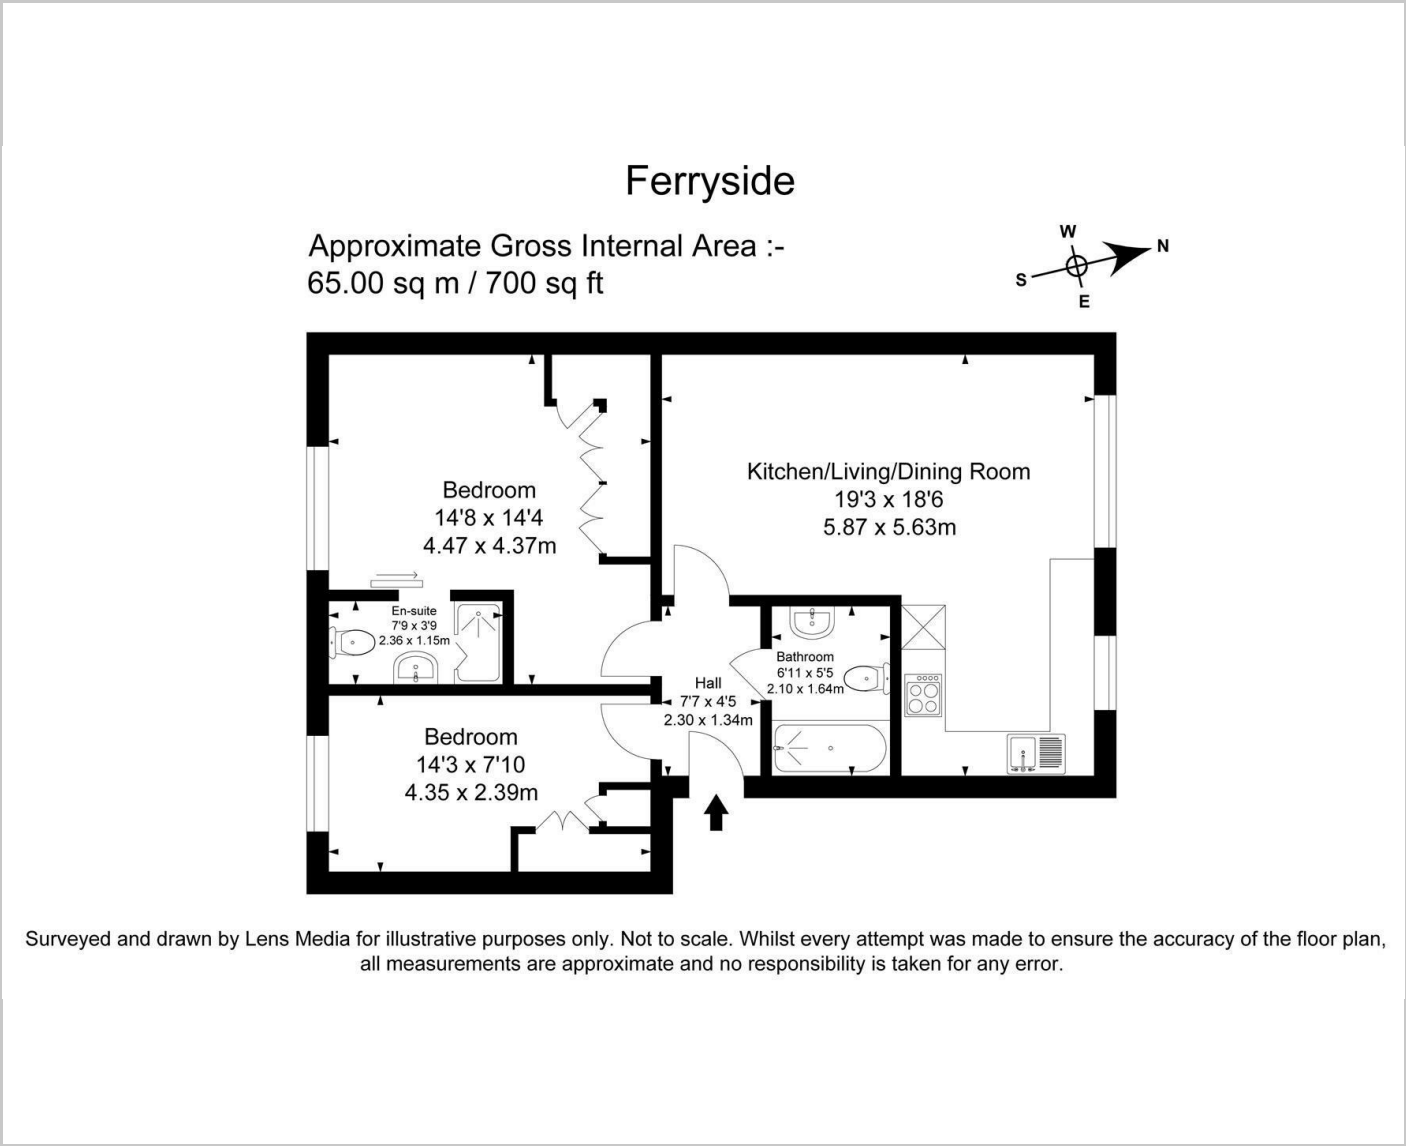 Ferryside
Approximate Gross Internal Area :-
65.00 sq m / 700 sq ft
W
N
S
E
Kitchen/Living/Dining Room
19'3 x 18'6
5.87 x 5.63m
Bedroom
14'8 x 14'4
4.47 x 4.37m
En-suite
7'9 x 3'9
2.36 x 1.15m
Bathroom
6'11 x 5'5
2.10 x 1.64m
Hall
7'7 x 4'5
2.30 x 1.34m
Bedroom
14'3 x 7'10
4.35 x 2.39m
Surveyed and drawn by Lens Media for illustrative purposes only. Not to scale. Whilst every attempt was made to ensure the accuracy of the floor plan,
all measurements are approximate and no responsibility is taken for any error.